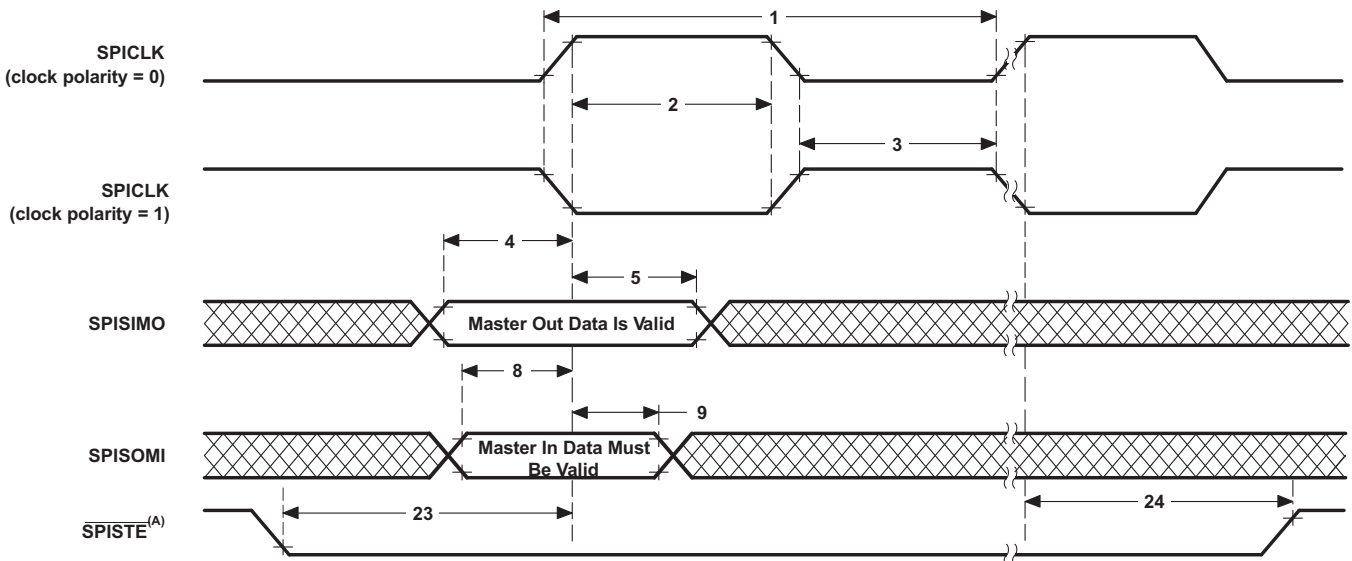 1
SPICLK
(clock polarity = 0)
2
3
SPICLK
(clock polarity = 1)
4
5
SPISIMO
Master Out Data Is Valid
8
9
SPISOMI
Master In Data Must
Be Valid
23
24
SPISTE(A)